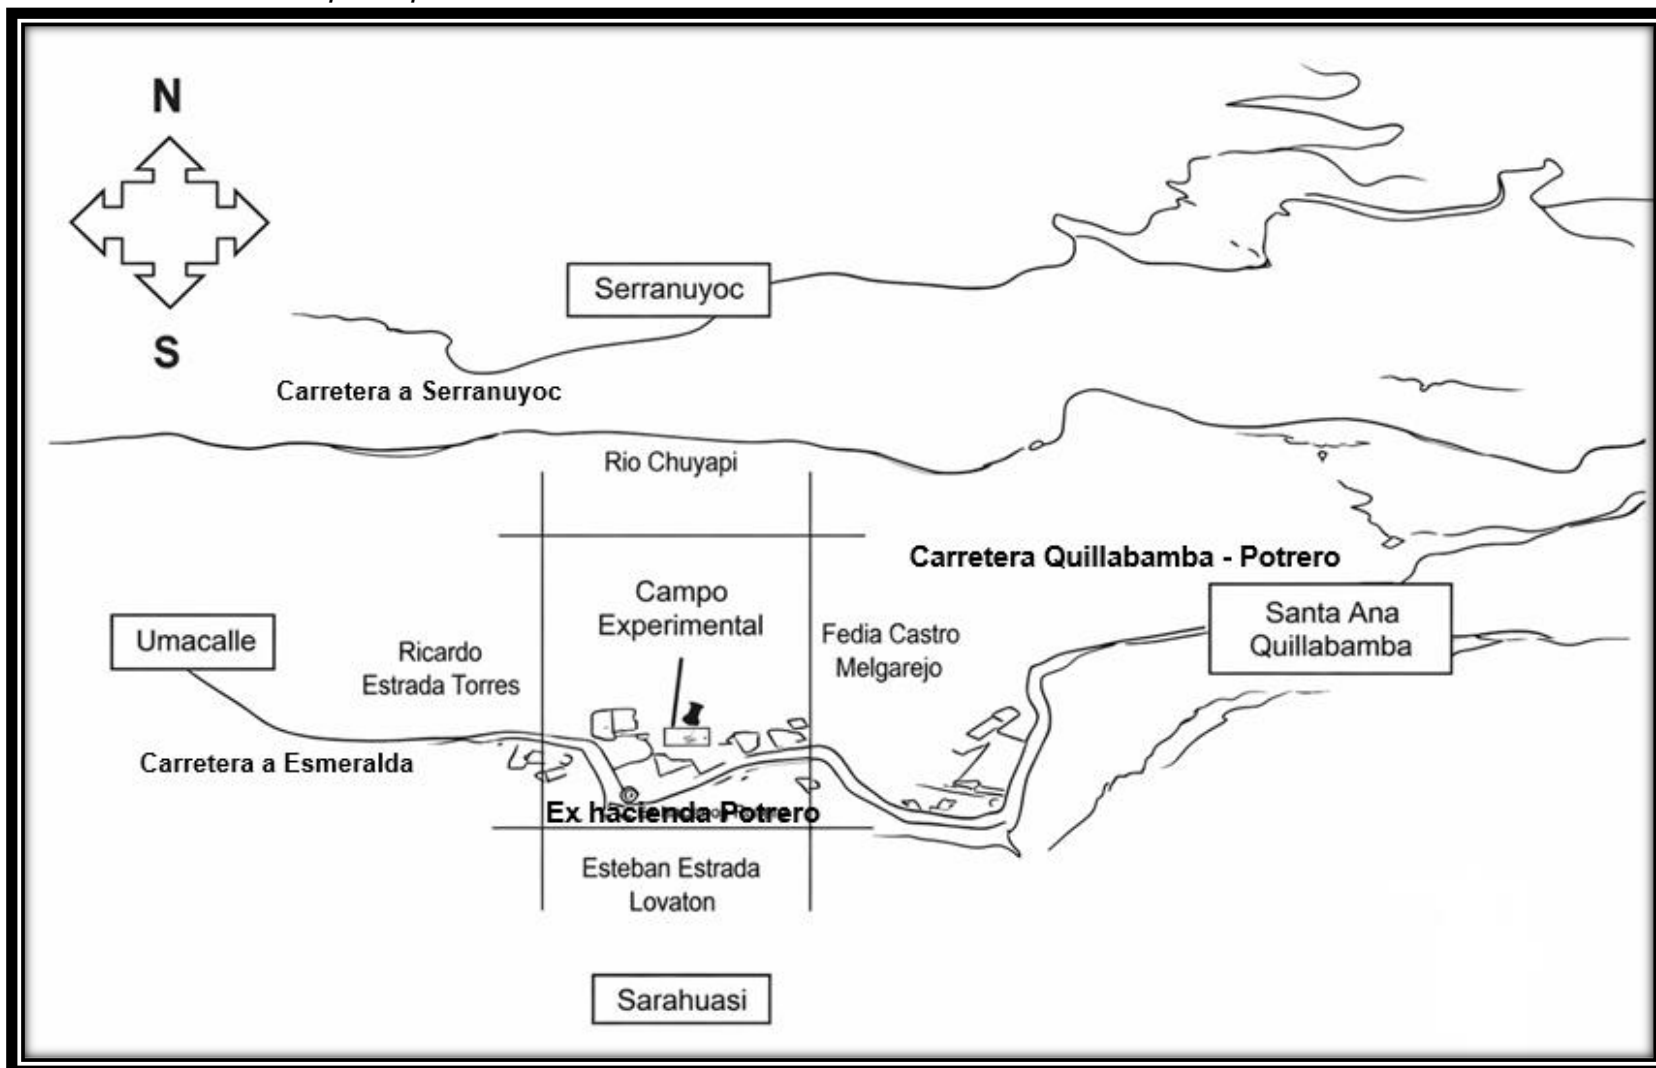 N
S
Serranuyoc
Carretera a Serranuyoc
Rio Chuyapi
Carretera Quillabamba - Potrero
Campo
Experimental
Santa Ana
Quillabamba
Umacalle
Ricardo
Estrada Torres
Fedia Castro
Melgarejo
Carretera a Esmeralda
Ex hacienda Potrero
Esteban Estrada
Lovaton
Sarahuasi